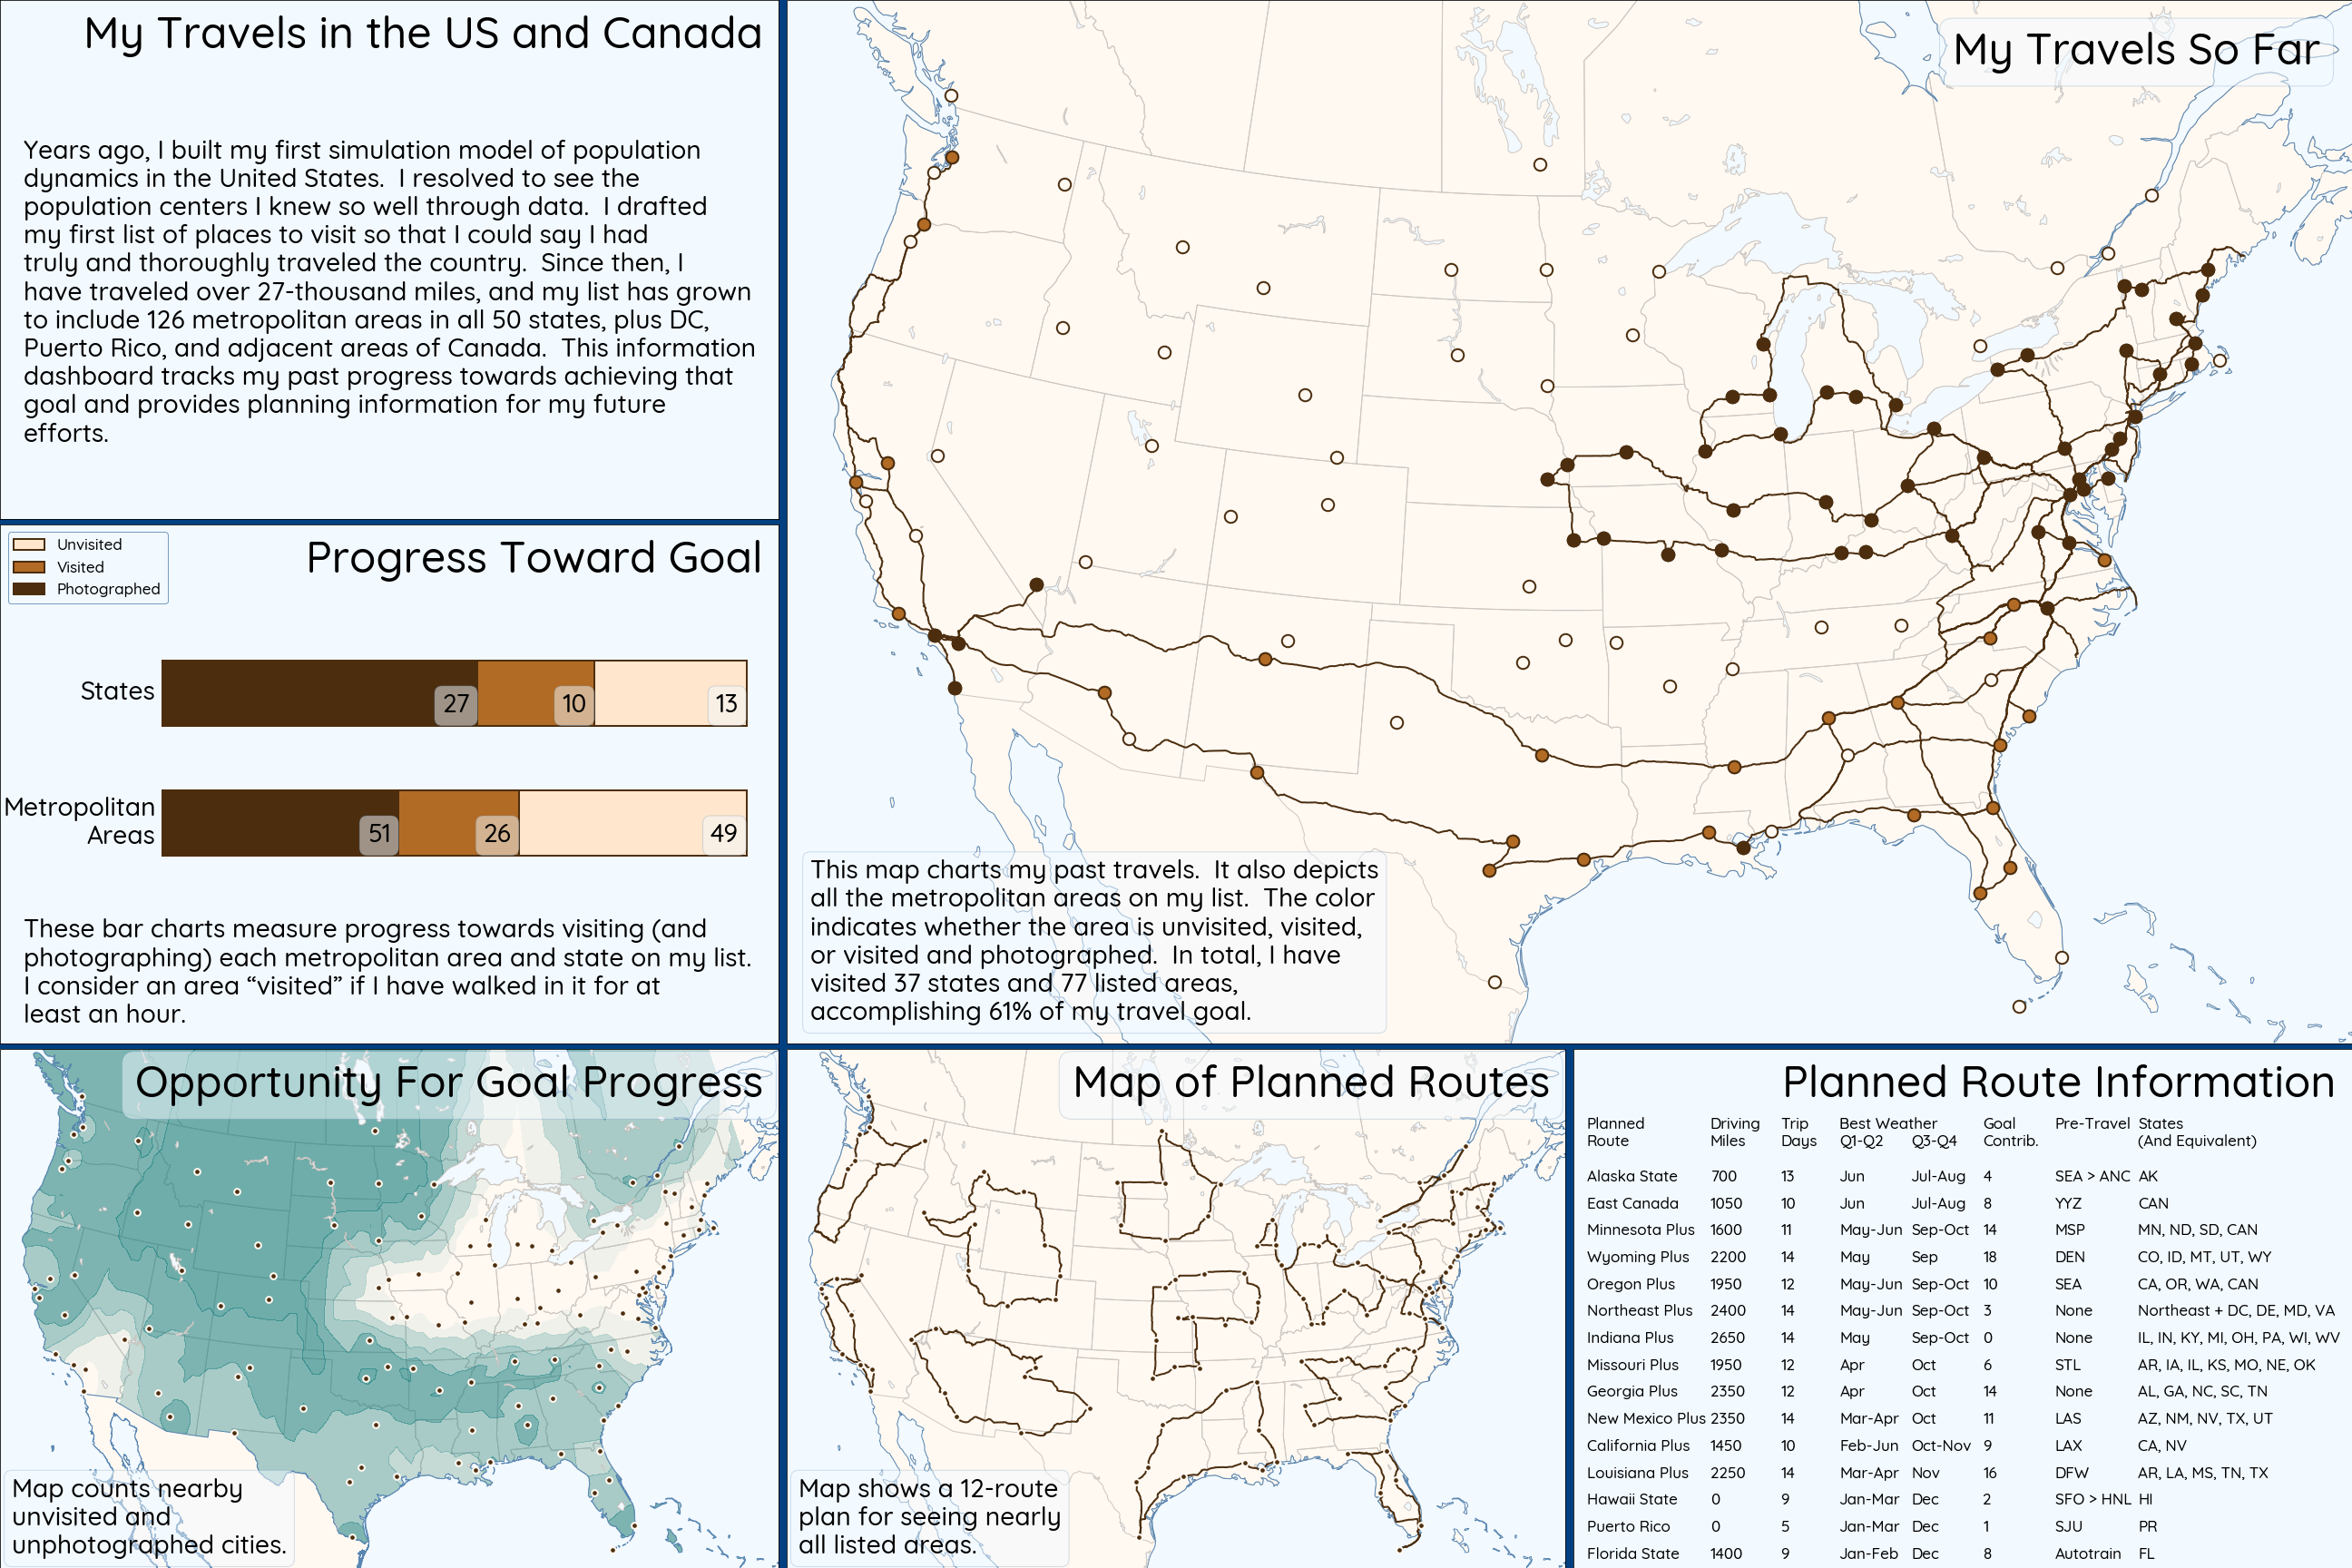 My Travels in the US and Canada
Years ago, I built my first simulation model of population
dynamics in the United States.  I resolved to see the
population centers I knew so well through data.  I drafted
my first list of places to visit so that I could say I had
truly and thoroughly traveled the country.  Since then, I
have traveled over 27-thousand miles, and my list has grown
to include 126 metropolitan areas in all 50 states, plus DC,
Puerto Rico, and adjacent areas of Canada.  This information
dashboard tracks my past progress towards achieving that
goal and provides planning information for my future
efforts.
My Travels So Far
This map charts my past travels.  It also depicts
all the metropolitan areas on my list.  The color
indicates whether the area is unvisited, visited,
or visited and photographed.  In total, I have
visited 37 states and 77 listed areas,
accomplishing 61% of my travel goal.
Progress Toward Goal
Unvisited
Visited
Photographed
States 27 10 13
Metropolitan
Areas 51 26 49
These bar charts measure progress towards visiting (and
photographing) each metropolitan area and state on my list.
I consider an area “visited” if I have walked in it for at
least an hour.
Opportunity For Goal Progress
Map counts nearby
unvisited and
unphotographed cities.
Map of Planned Routes
Map shows a 12-route
plan for seeing nearly
all listed areas.
Planned Route Information
Planned Driving Trip Best Weather Goal Pre-Travel States
Route Miles Days Q1-Q2 Q3-Q4 Contrib. (And Equivalent)
Alaska State 700 13 Jun Jul-Aug 4 SEA > ANC AK
East Canada 1050 10 Jun Jul-Aug 8 YYZ CAN
Minnesota Plus 1600 11 May-Jun Sep-Oct 14 MSP MN, ND, SD, CAN
Wyoming Plus 2200 14 May Sep 18 DEN CO, ID, MT, UT, WY
Oregon Plus 1950 12 May-Jun Sep-Oct 10 SEA CA, OR, WA, CAN
Northeast Plus 2400 14 May-Jun Sep-Oct 3 None Northeast + DC, DE, MD, VA
Indiana Plus 2650 14 May Sep-Oct 0 None IL, IN, KY, MI, OH, PA, WI, WV
Missouri Plus 1950 12 Apr Oct 6 STL AR, IA, IL, KS, MO, NE, OK
Georgia Plus 2350 12 Apr Oct 14 None AL, GA, NC, SC, TN
New Mexico Plus 2350 14 Mar-Apr Oct 11 LAS AZ, NM, NV, TX, UT
California Plus 1450 10 Feb-Jun Oct-Nov 9 LAX CA, NV
Louisiana Plus 2250 14 Mar-Apr Nov 16 DFW AR, LA, MS, TN, TX
Hawaii State 0 9 Jan-Mar Dec 2 SFO > HNL HI
Puerto Rico 0 5 Jan-Mar Dec 1 SJU PR
Florida State 1400 9 Jan-Feb Dec 8 Autotrain FL